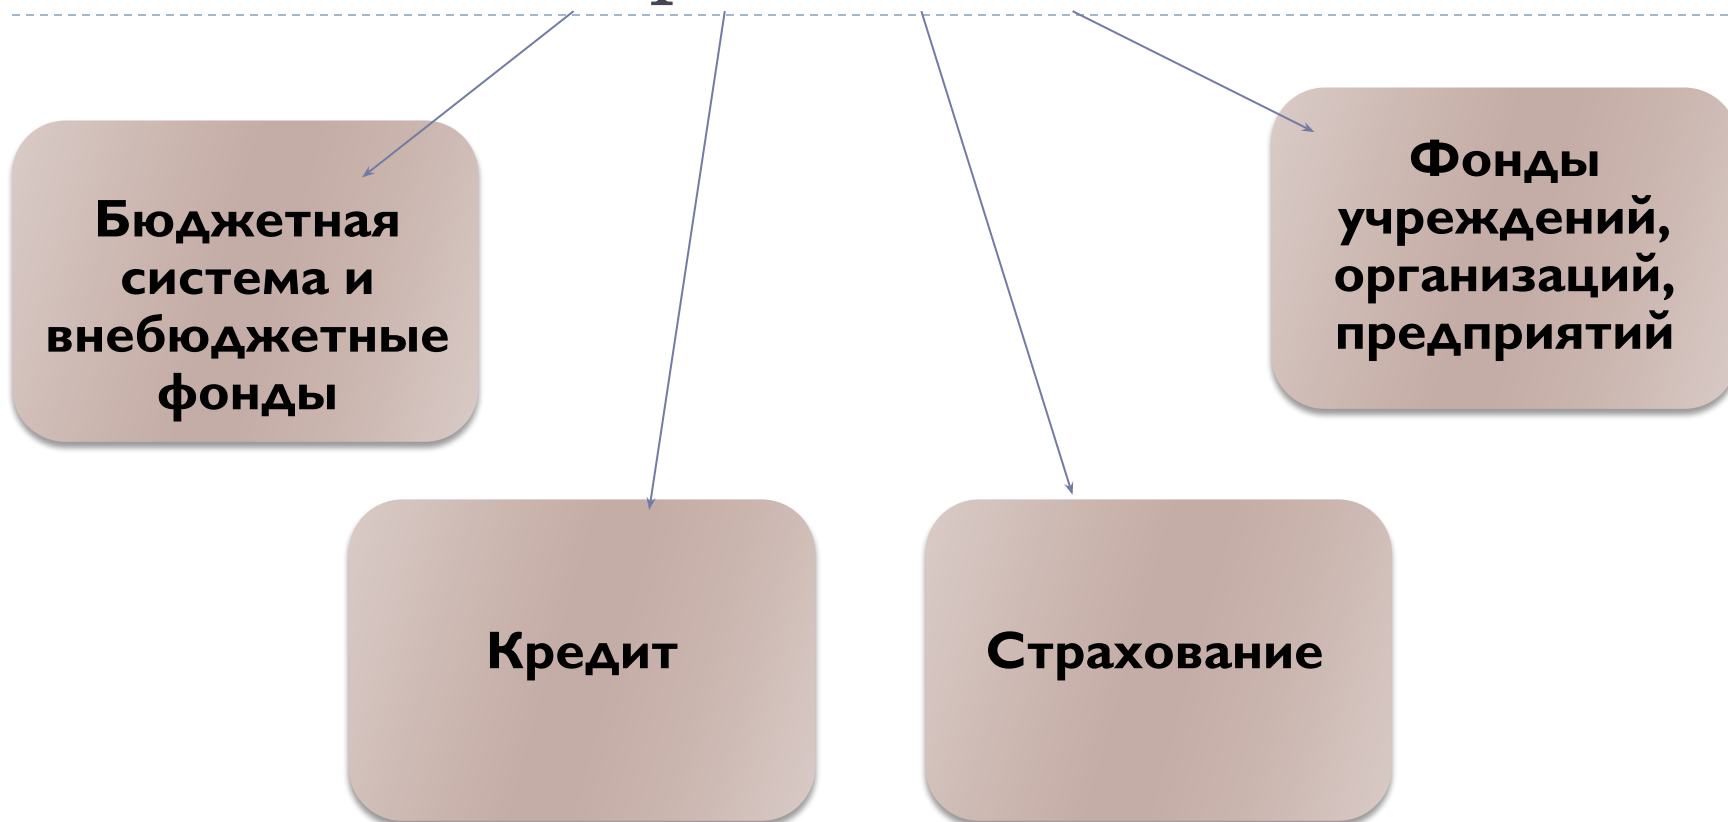 Бюджетная
система и
внебюджетные
фонды
Фонды
учреждений,
организаций,
предприятий
Кредит
Страхование